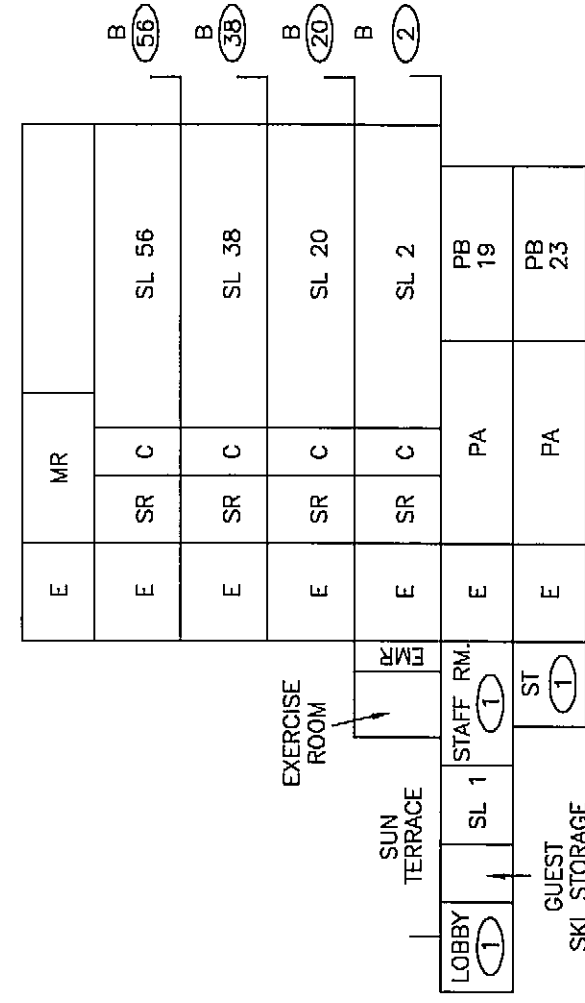 B
56
B
38
B
20
B
2
MR
E
E
SR
C
SL 56
E
SR
C
SL 38
E
SR
C
SL 20
E
SR
C
SL 2
EXERCISE
ROOM
EMR
SUN
TERRACE
LOBBY
1
SL 1
STAFF RM.
1
E
PA
PB
19
GUEST
SKI STORAGE
ST
1
E
PA
PB
23